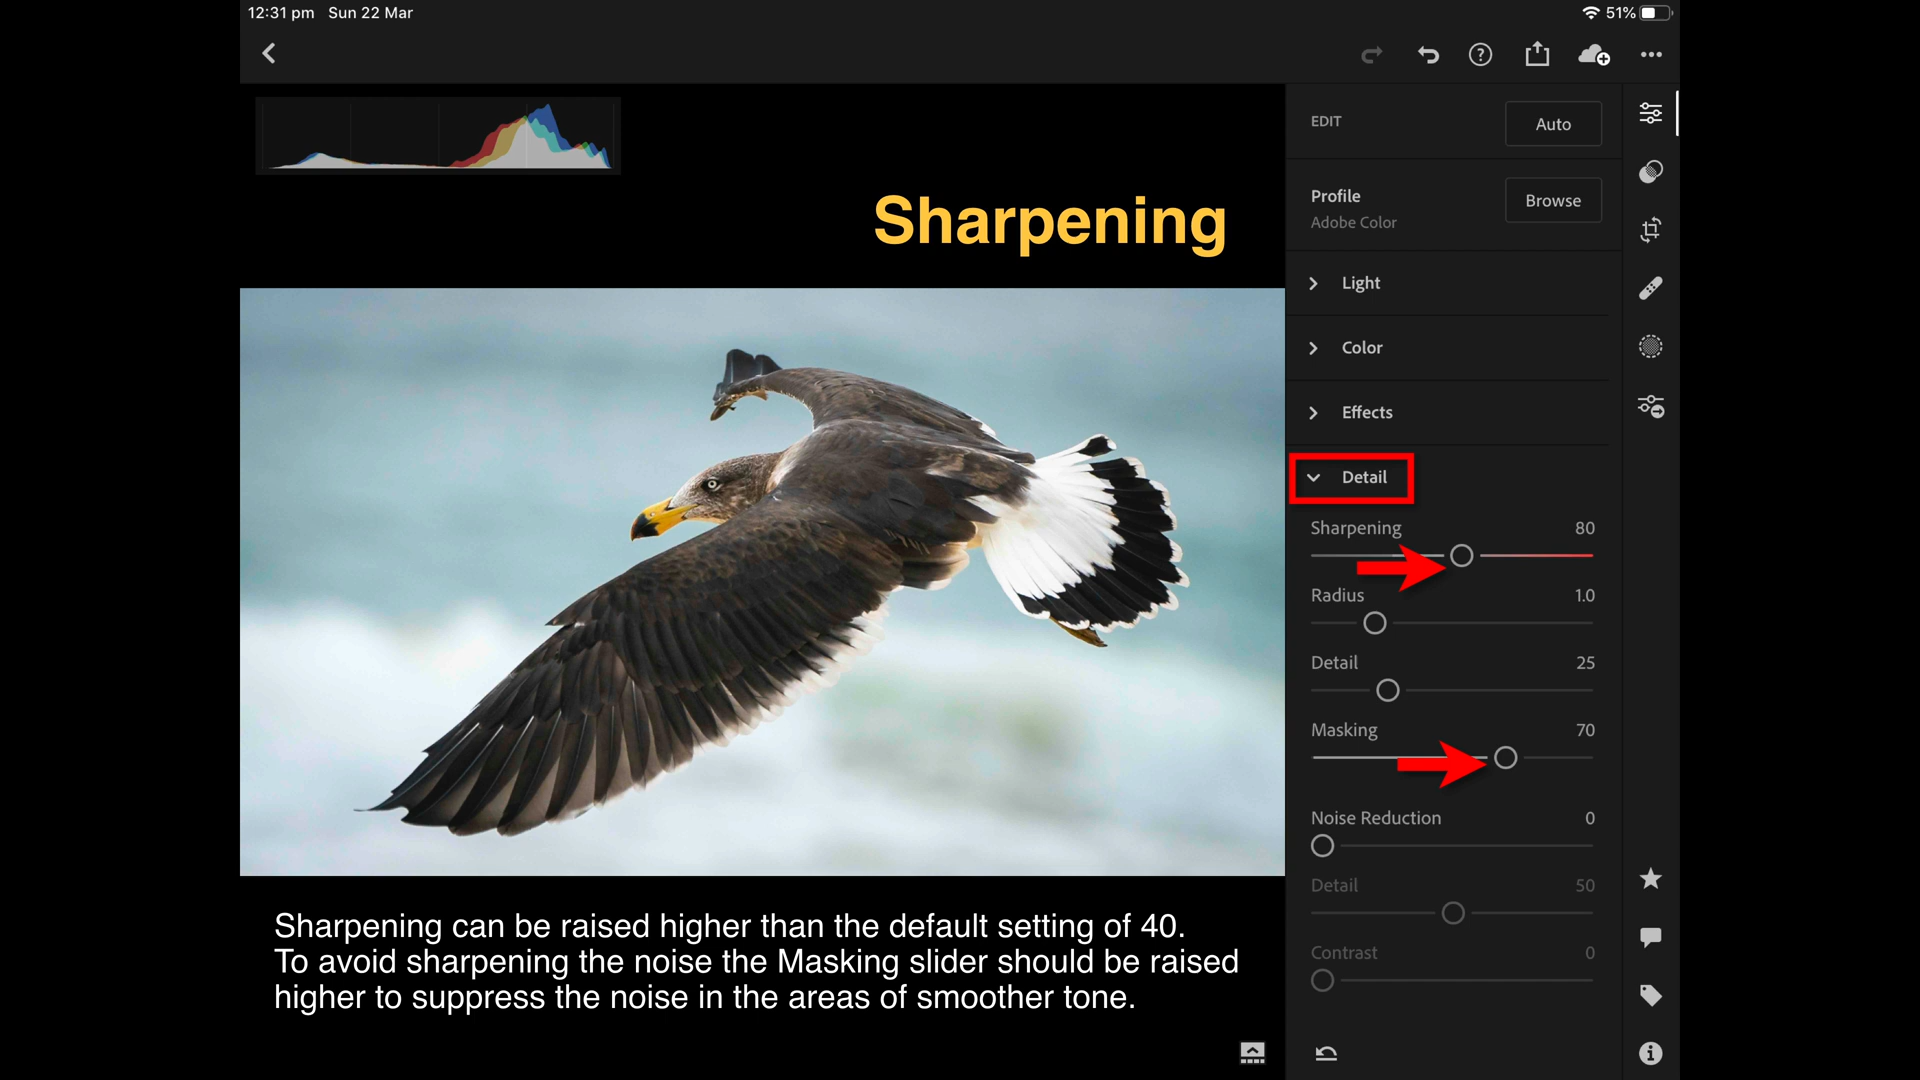 12:31 pm Sun 22 Mar
51%
EDIT
Auto
Profile
Adobe Color
Browse
Sharpening
Light
Color
Effects
Detail
Sharpening 80
Radius 1.0
Detail 25
Masking 70
Noise Reduction 0
Detail 50
Contrast 0
Sharpening can be raised higher than the default setting of 40.
To avoid sharpening the noise the Masking slider should be raised
higher to suppress the noise in the areas of smoother tone.